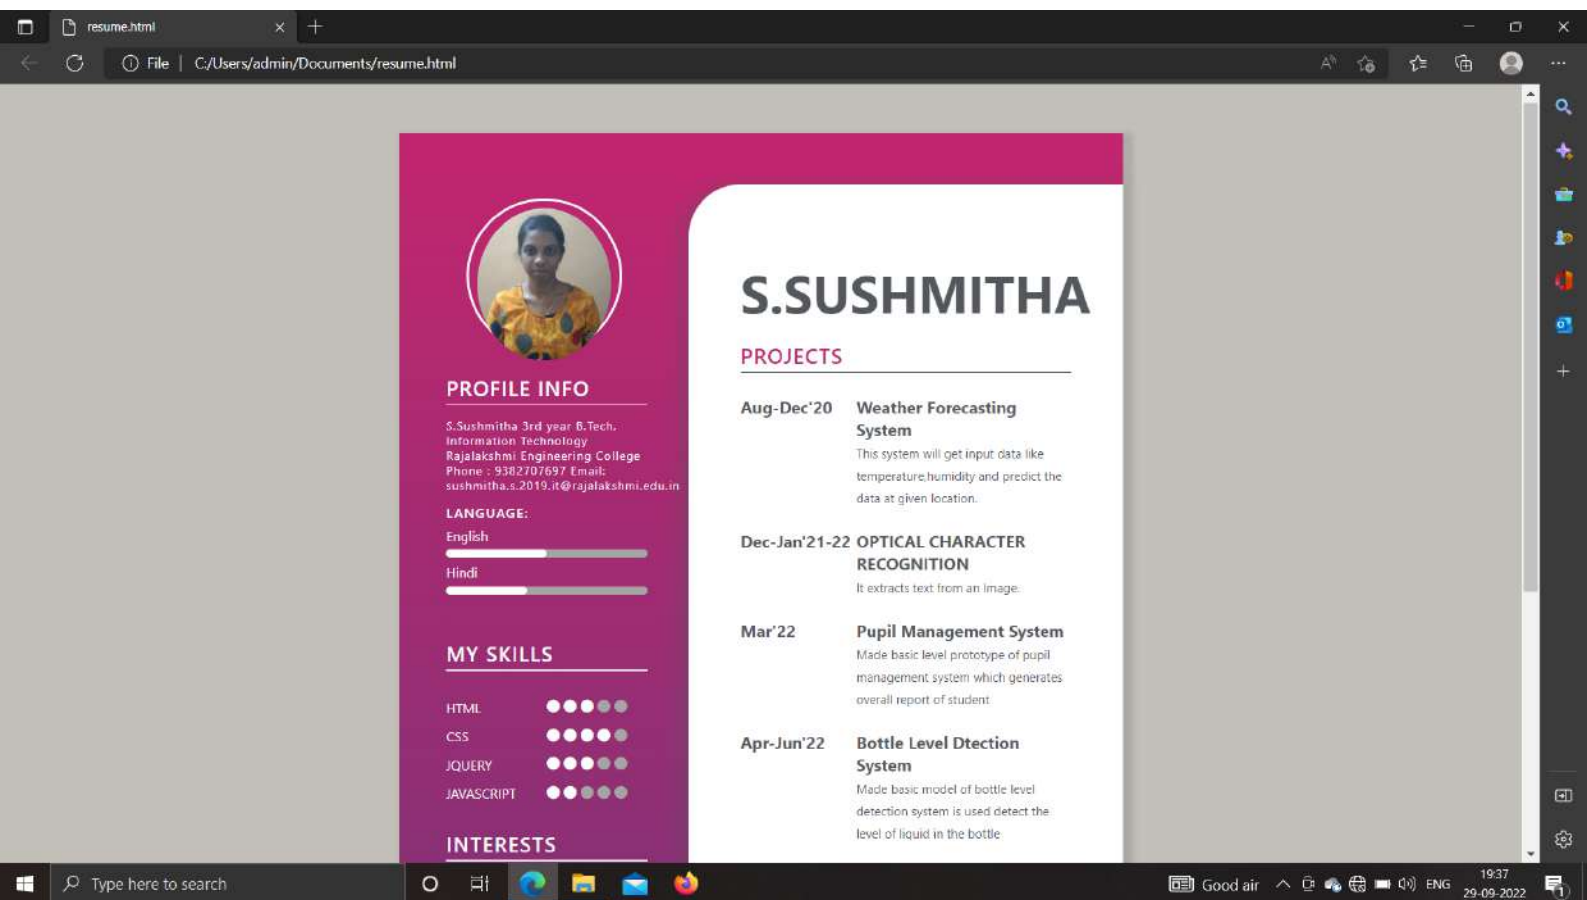 resume.html
File | C:/Users/admin/Documents/resume.html
S.SUSHMITHA
PROFILE INFO
S.Sushmitha 3rd year B.Tech.
Information Technology
Rajalakshmi Engineering College
Phone : 9382707697 Email:
sushmitha.s.2019.it@rajalakshmi.edu.in
LANGUAGE:
English
Hindi
MY SKILLS
HTML
CSS
JQUERY
JAVASCRIPT
INTERESTS
PROJECTS
Aug-Dec'20 Weather Forecasting
System
This system will get input data like
temperature,humidity and predict the
data at given location.
Dec-Jan'21-22 OPTICAL CHARACTER
RECOGNITION
It extracts text from an image.
Mar'22 Pupil Management System
Made basic level prototype of pupil
management system which generates
overall report of student
Apr-Jun'22 Bottle Level Dtection
System
Made basic model of bottle level
detection system is used detect the
level of liquid in the bottle
Type here to search
Good air
ENG
19:37
29-09-2022